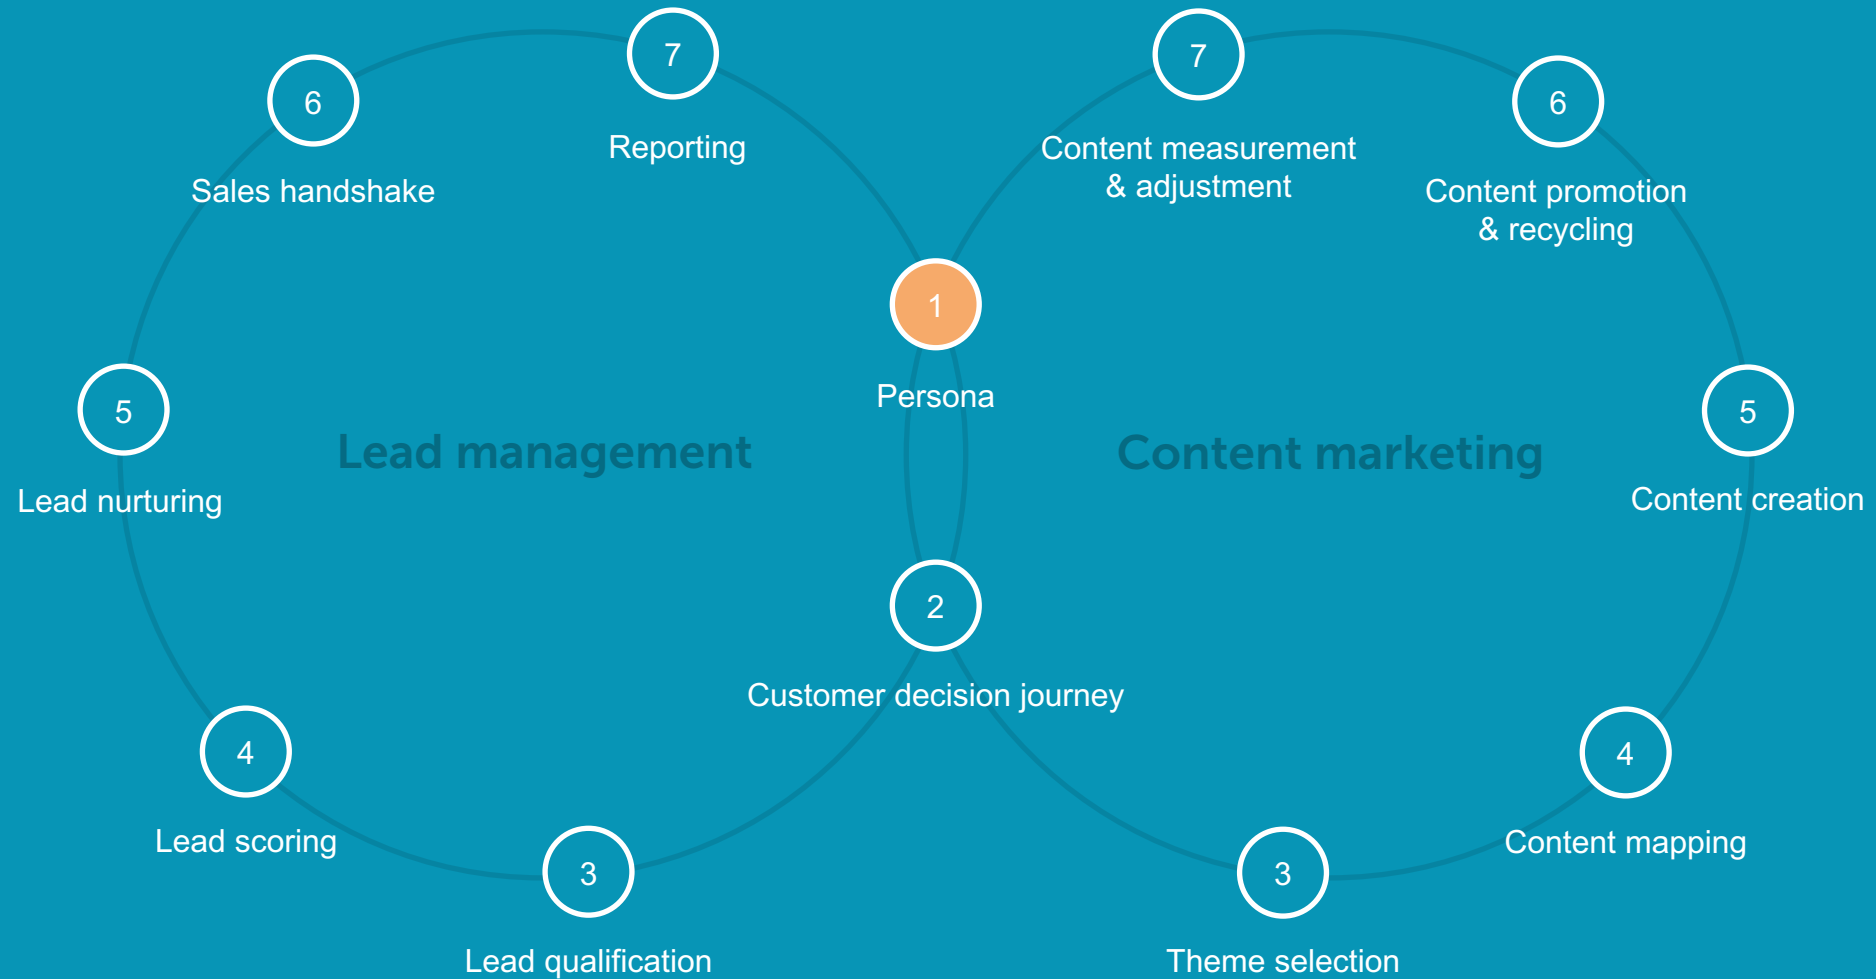 7
7
6
6
Reporting
Content measurement
& adjustment
Sales handshake
Content promotion
& recycling
1
Persona
5
5
Lead management
Content marketing
Lead nurturing
Content creation
2
Customer decision journey
4
4
Lead scoring
Content mapping
3
3
Lead qualification
Theme selection